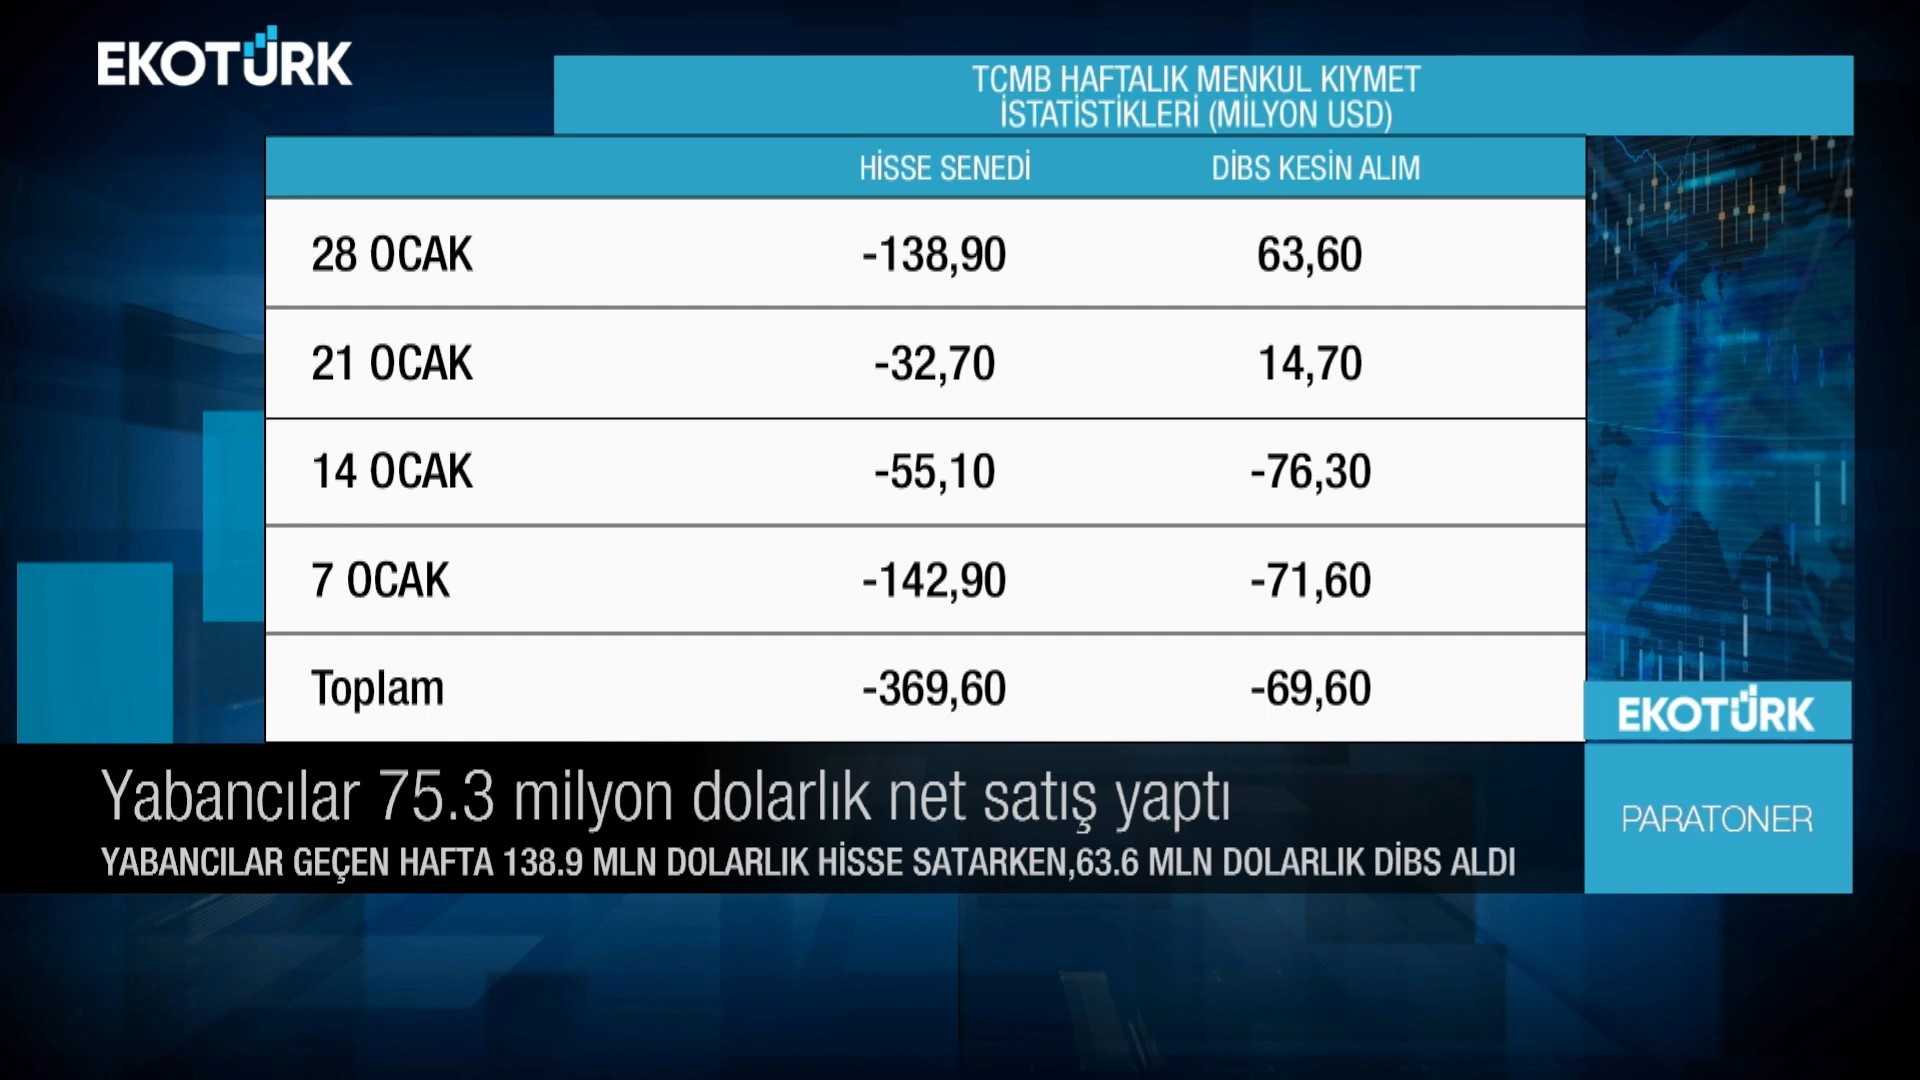 EKOTÜRK
TCMB HAFTALIK MENKUL KIYMET
İSTATİSTİKLERİ (MİLYON USD)
HİSSE SENEDİ DİBS KESİN ALIM
28 OCAK -138,90 63,60
21 OCAK -32,70 14,70
14 OCAK -55,10 -76,30
7 OCAK -142,90 -71,60
Toplam -369,60 -69,60
EKOTÜRK
Yabancılar 75.3 milyon dolarlık net satış yaptı
YABANCILAR GEÇEN HAFTA 138.9 MLN DOLARLIK HİSSE SATARKEN,63.6 MLN DOLARLIK DİBS ALDI
PARATONER